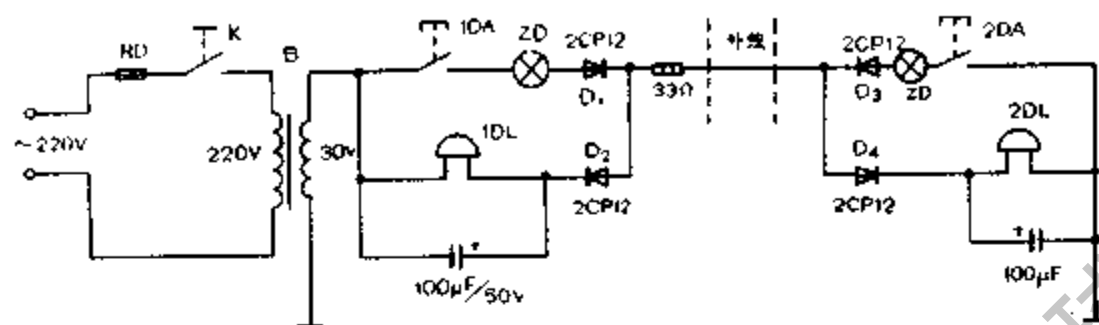 RD
K
B
~220V
220V
30V
1DA
ZD
2CP12
D1
1DL
D2
2CP12
100μF/50V
33Ω
外线
2CP12
D3
ZD
2DA
D4
2CP12
2DL
100μF